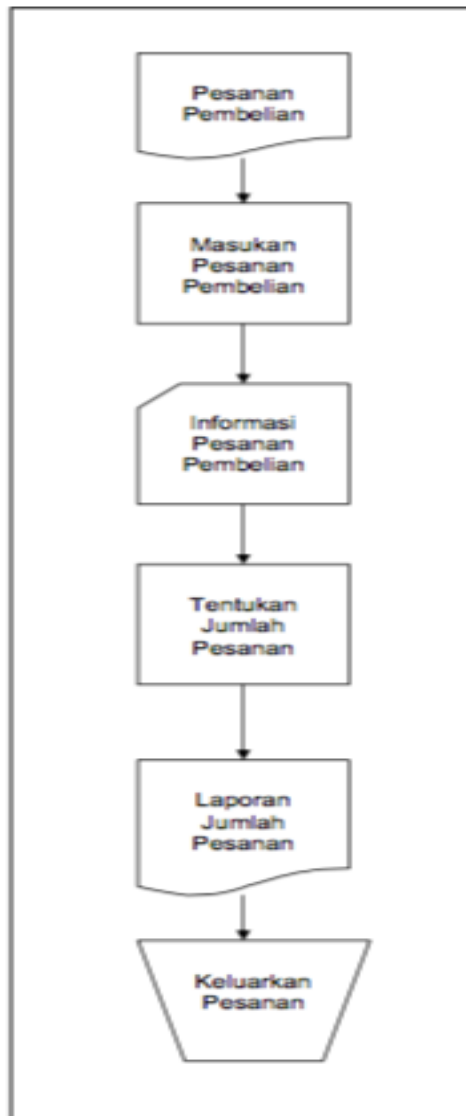 Pesanan
Pembelian
Masukan
Pesanan
Pembelian
Informasi
Pesanan
Pembelian
Tentukan
Jumlah
Pesanan
Laporan
Jumlah
Pesanan
Keluarkan
Pesanan